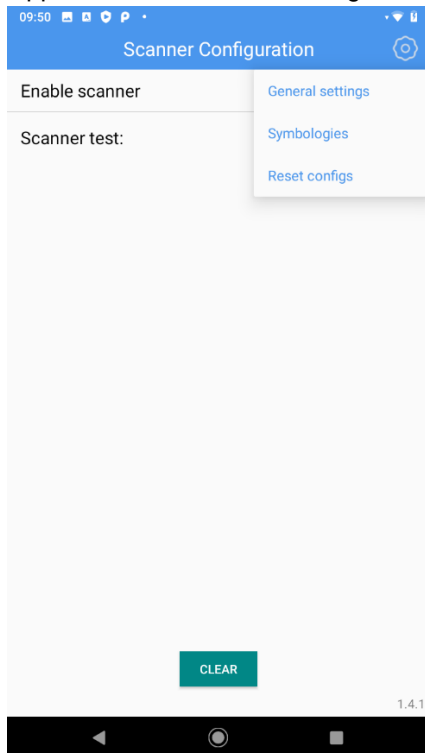 09:50
Scanner Configuration
Enable scanner
General settings
Scanner test:
Symbologies
Reset configs
CLEAR
1.4.1